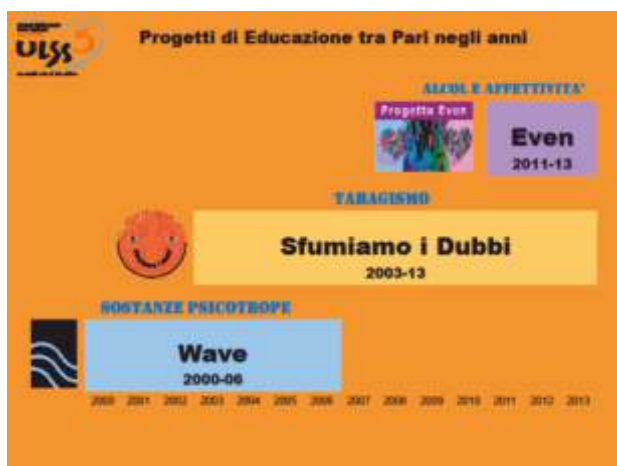 ULSS 5
Progetti di Educazione tra Pari negli anni
ALCOL E AFFETTIVITA'
Progetto Even
Even
2011-13
TABAGISMO
Sfumiamo i Dubbi
2003-13
SOSTANZE PSICOTROPE
Wave
2000-06
2000 2001 2002 2003 2004 2005 2006 2007 2008 2009 2010 2011 2012 2013